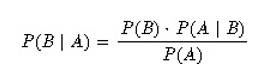 P(B | A) = P(B) · P(A | B) / P(A)